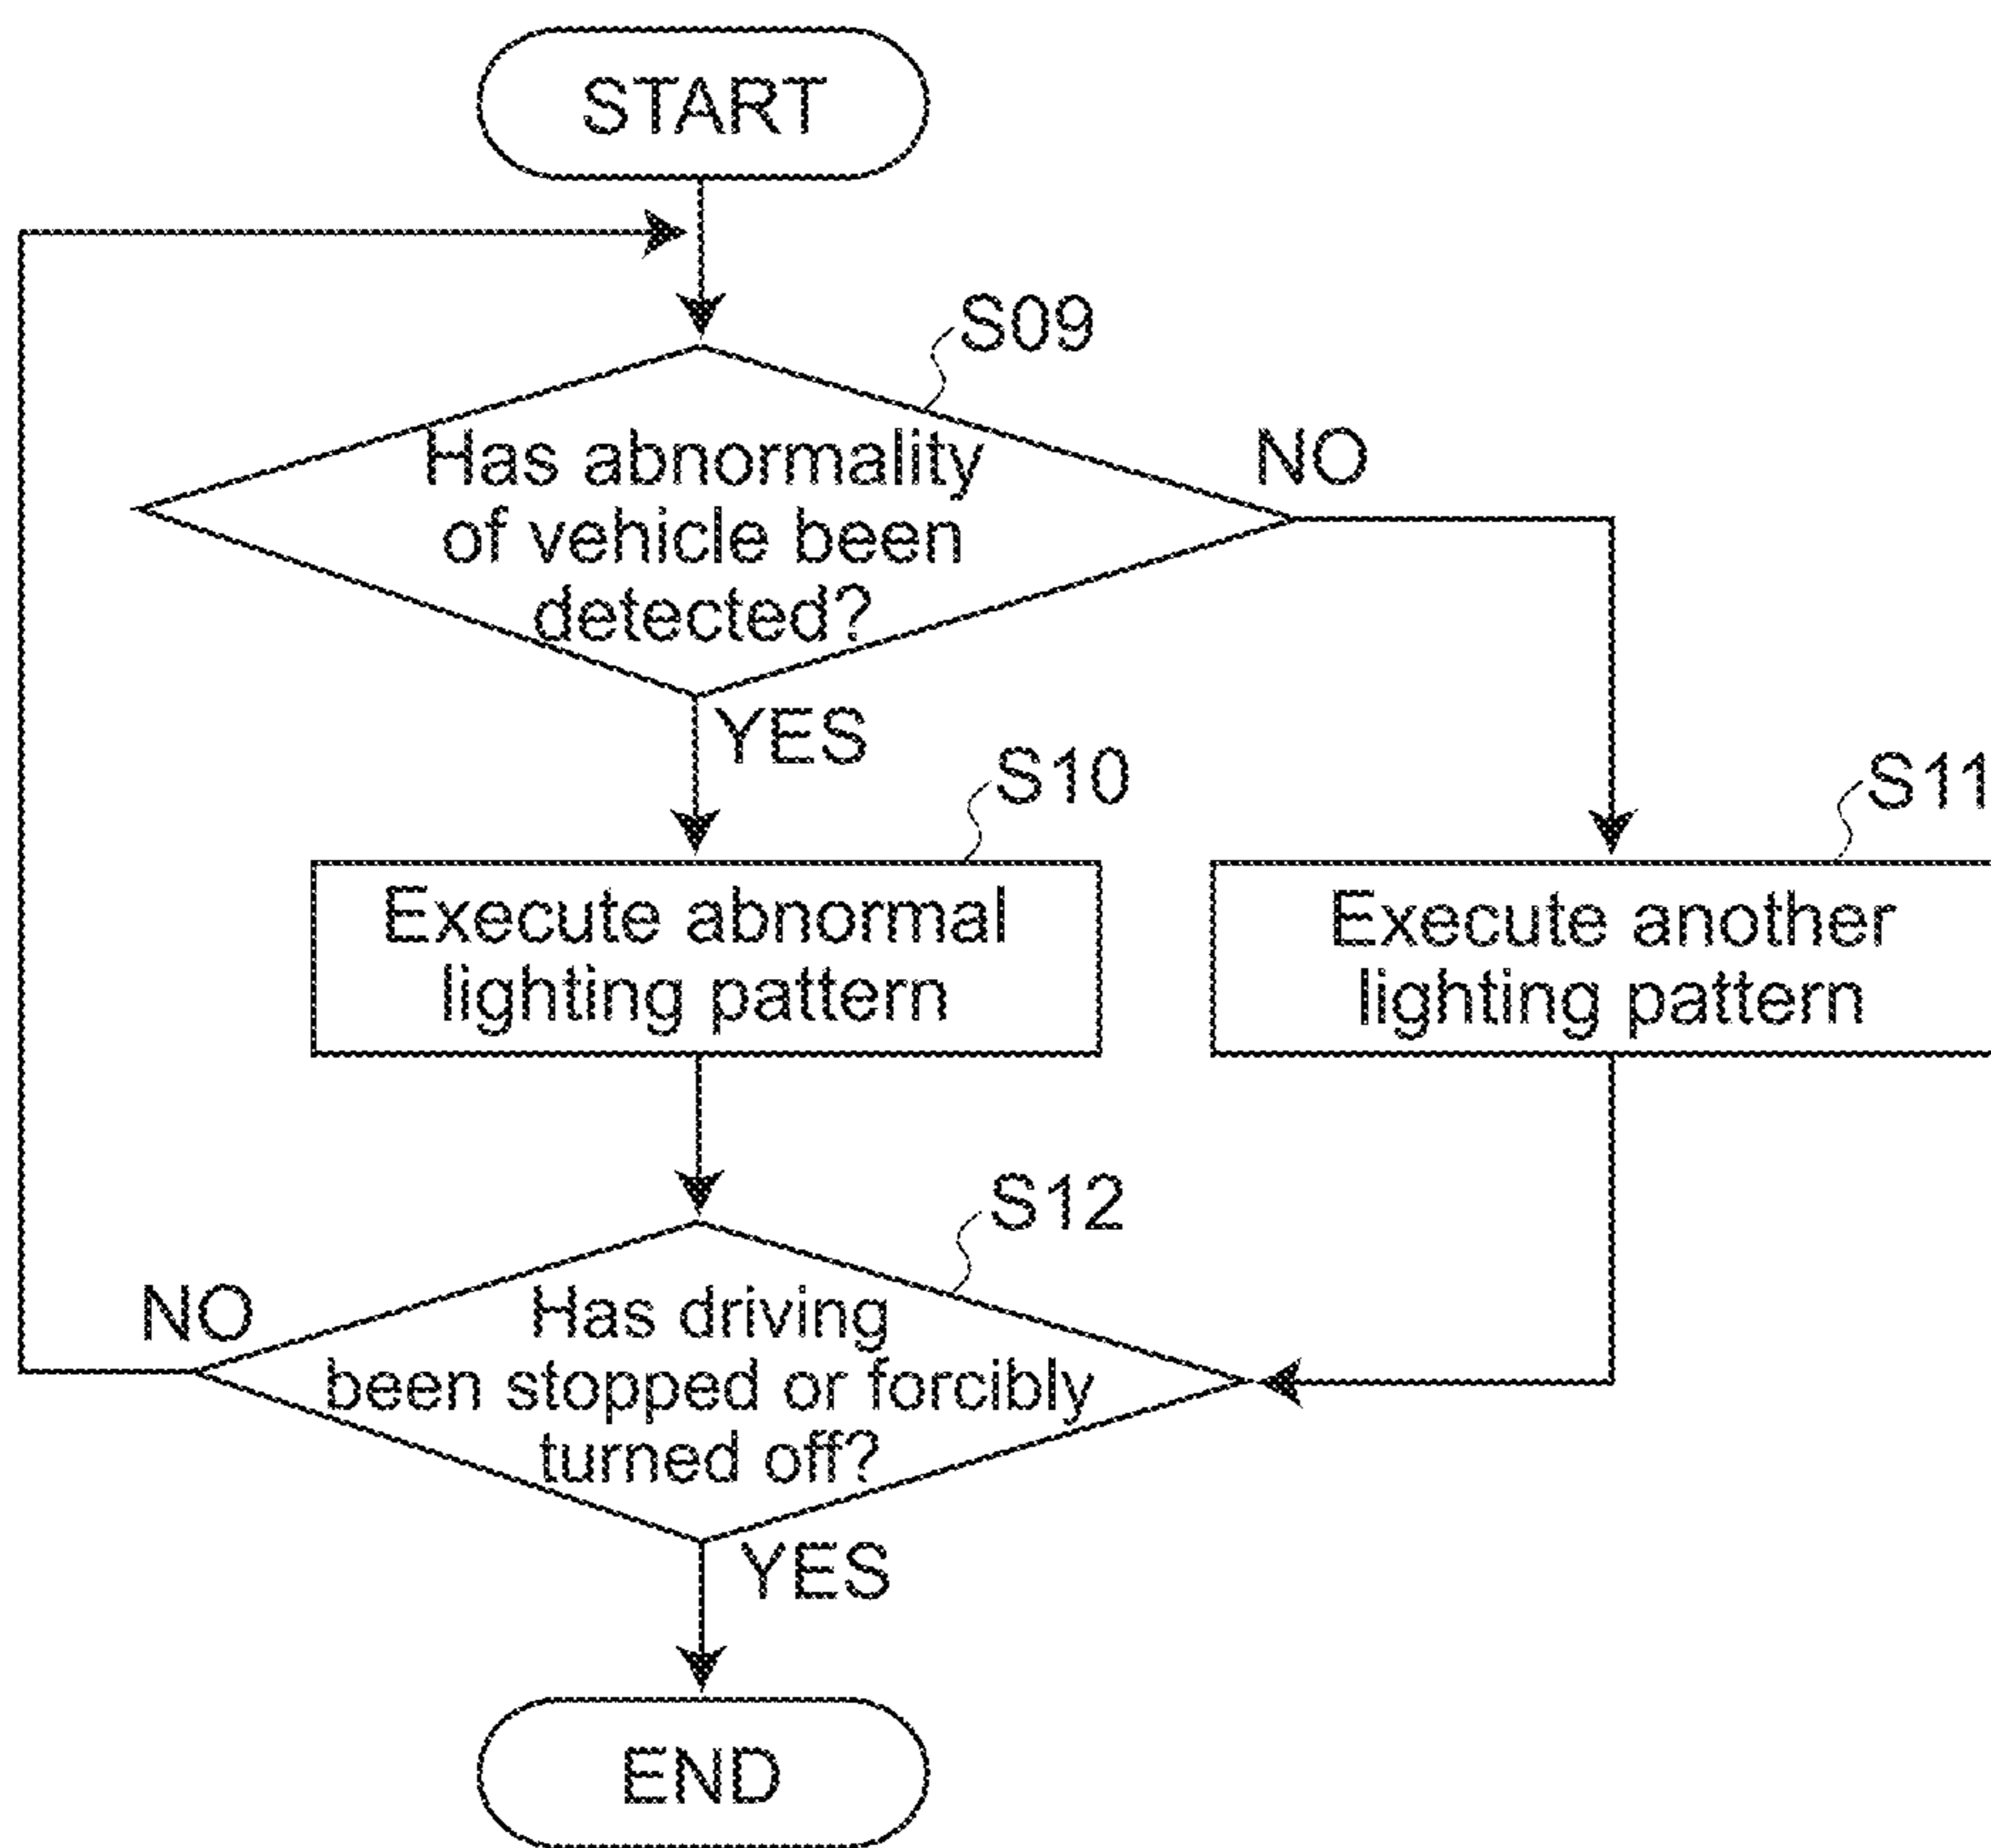 START
S09
Has abnormality
of vehicle been
detected?
NO
YES
S10
Execute abnormal
lighting pattern
S11
Execute another
lighting pattern
S12
Has driving
been stopped or forcibly
turned off?
NO
YES
END